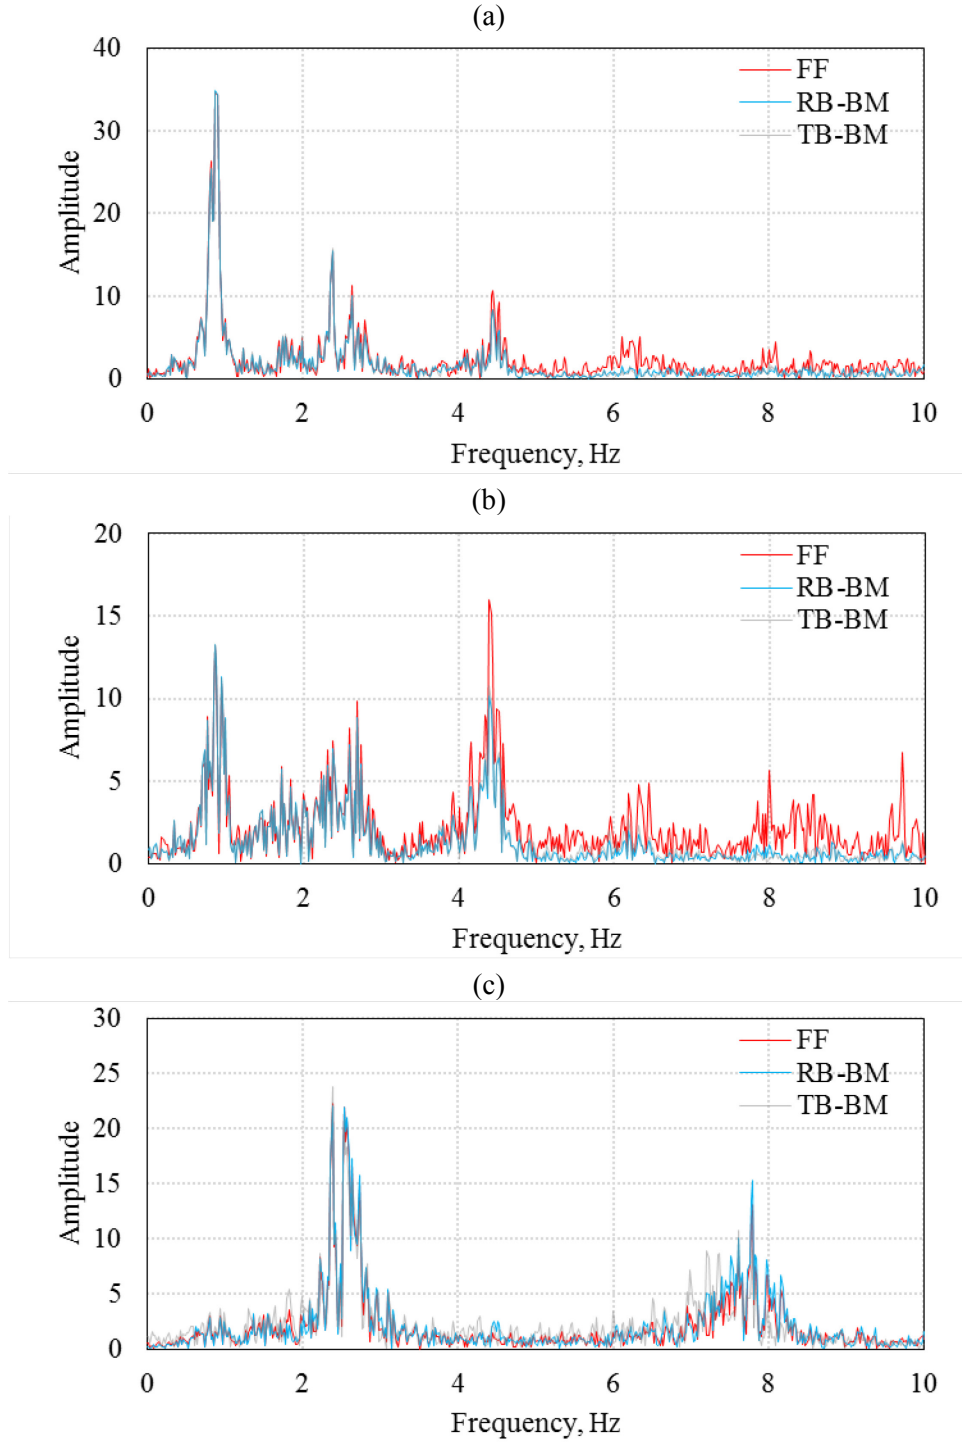 (a)
40
30
20
10
0
Amplitude
FF
RB-BM
TB-BM
0 2 4 6 8 10
Frequency, Hz
(b)
20
15
10
5
0
Amplitude
FF
RB-BM
TB-BM
0 2 4 6 8 10
Frequency, Hz
(c)
30
25
20
15
10
5
0
Amplitude
FF
RB-BM
TB-BM
0 2 4 6 8 10
Frequency, Hz